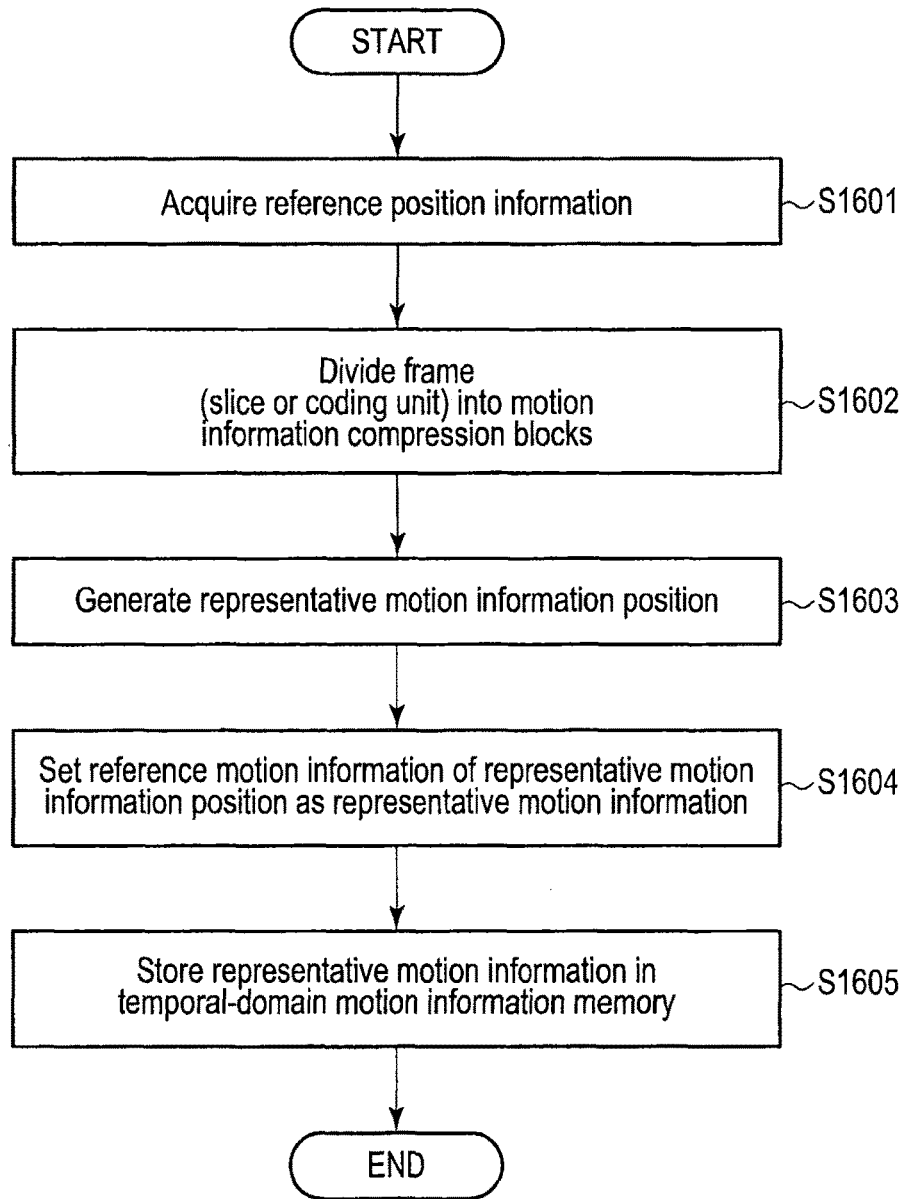 START
Acquire reference position information
S1601
Divide frame
(slice or coding unit) into motion
information compression blocks
S1602
Generate representative motion information position
S1603
Set reference motion information of representative motion
information position as representative motion information
S1604
Store representative motion information in
temporal-domain motion information memory
S1605
END